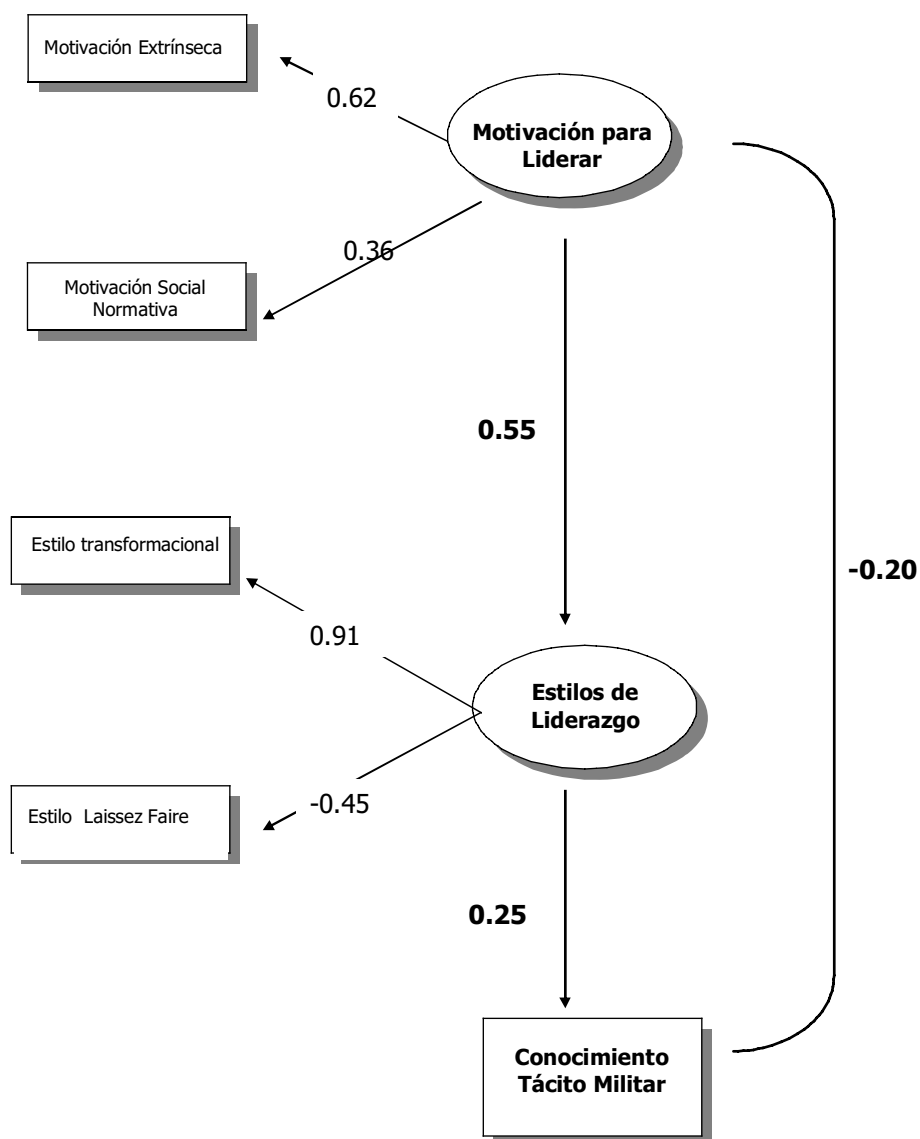 Motivación Extrínseca
0.62
Motivación para
Liderar
0.36
Motivación Social
Normativa
0.55
Estilo transformacional
-0.20
0.91
Estilos de
Liderazgo
-0.45
Estilo Laissez Faire
0.25
Conocimiento
Tácito Militar